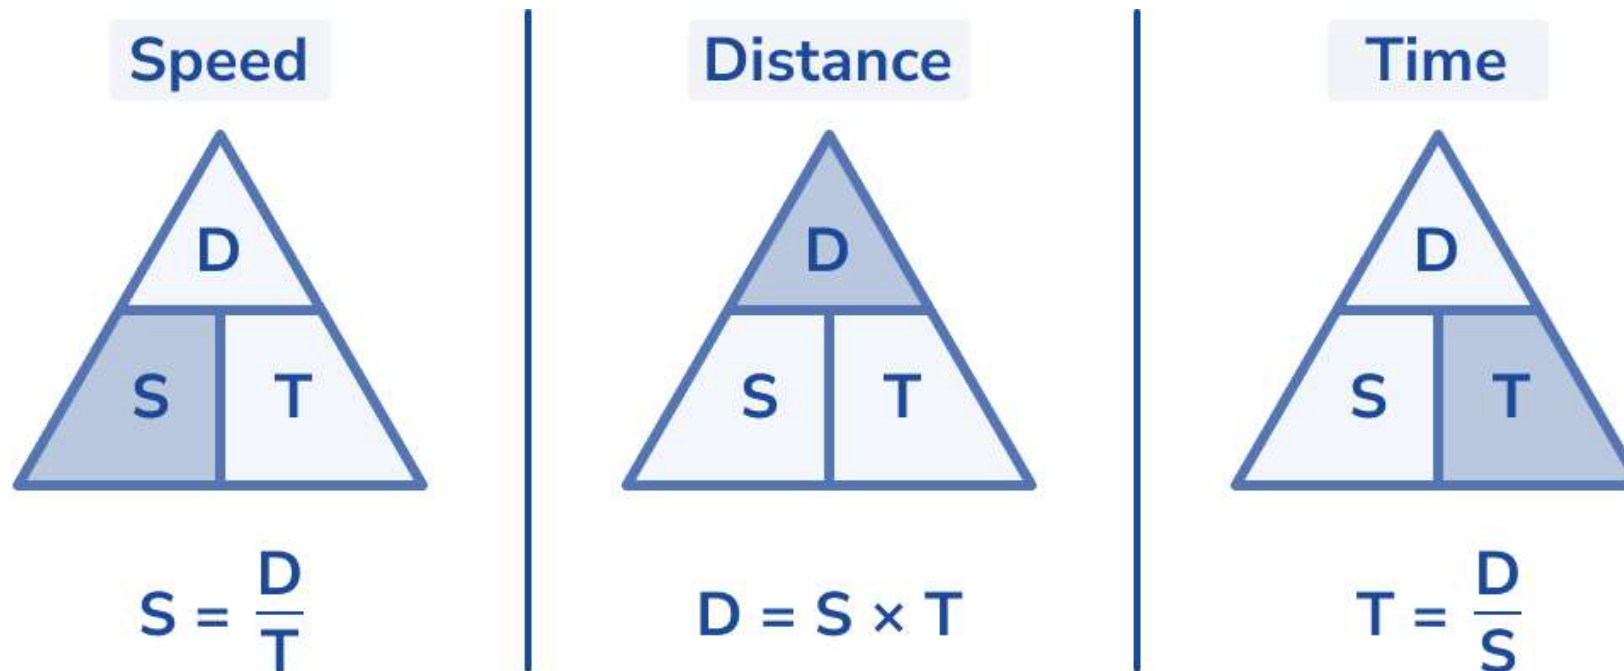 Speed
D
S T
S = D/T
Distance
D
S T
D = S × T
Time
D
S T
T = D/S